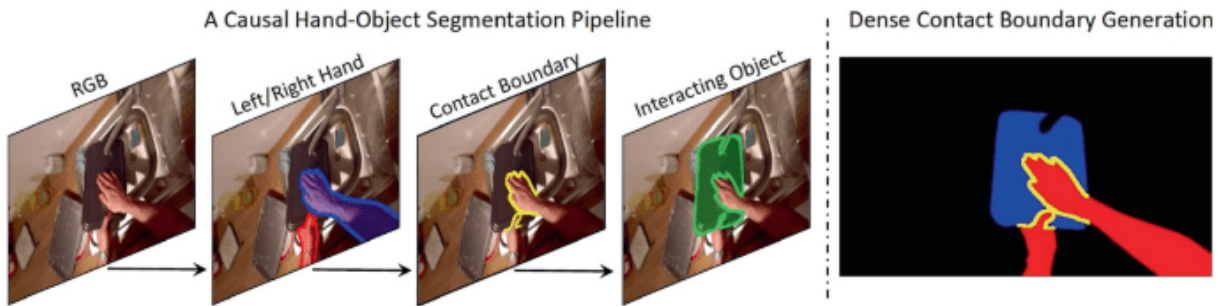 A Causal Hand-Object Segmentation Pipeline
Dense Contact Boundary Generation
RGB
Left/Right Hand
Contact Boundary
Interacting Object